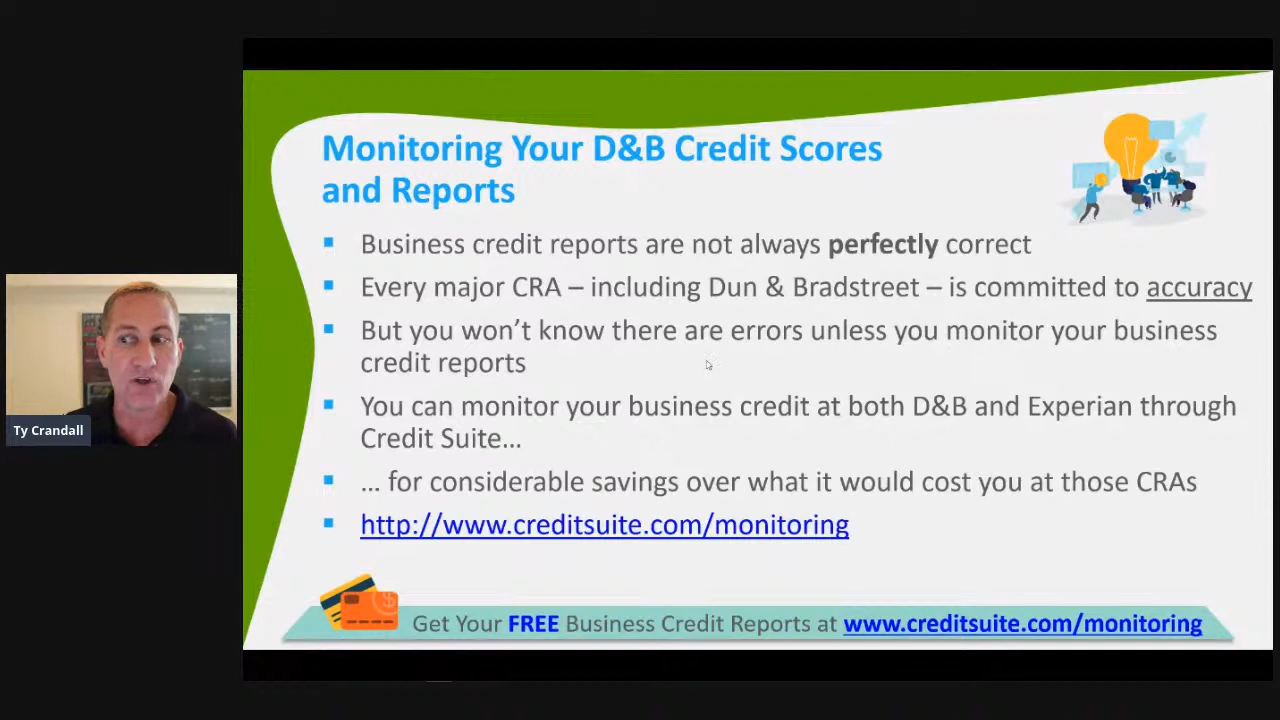 Monitoring Your D&B Credit Scores
and Reports
Business credit reports are not always perfectly correct
Every major CRA – including Dun & Bradstreet – is committed to accuracy
But you won't know there are errors unless you monitor your business
credit reports
You can monitor your business credit at both D&B and Experian through
Credit Suite…
… for considerable savings over what it would cost you at those CRAs
http://www.creditsuite.com/monitoring
Get Your FREE Business Credit Reports at www.creditsuite.com/monitoring
Ty Crandall